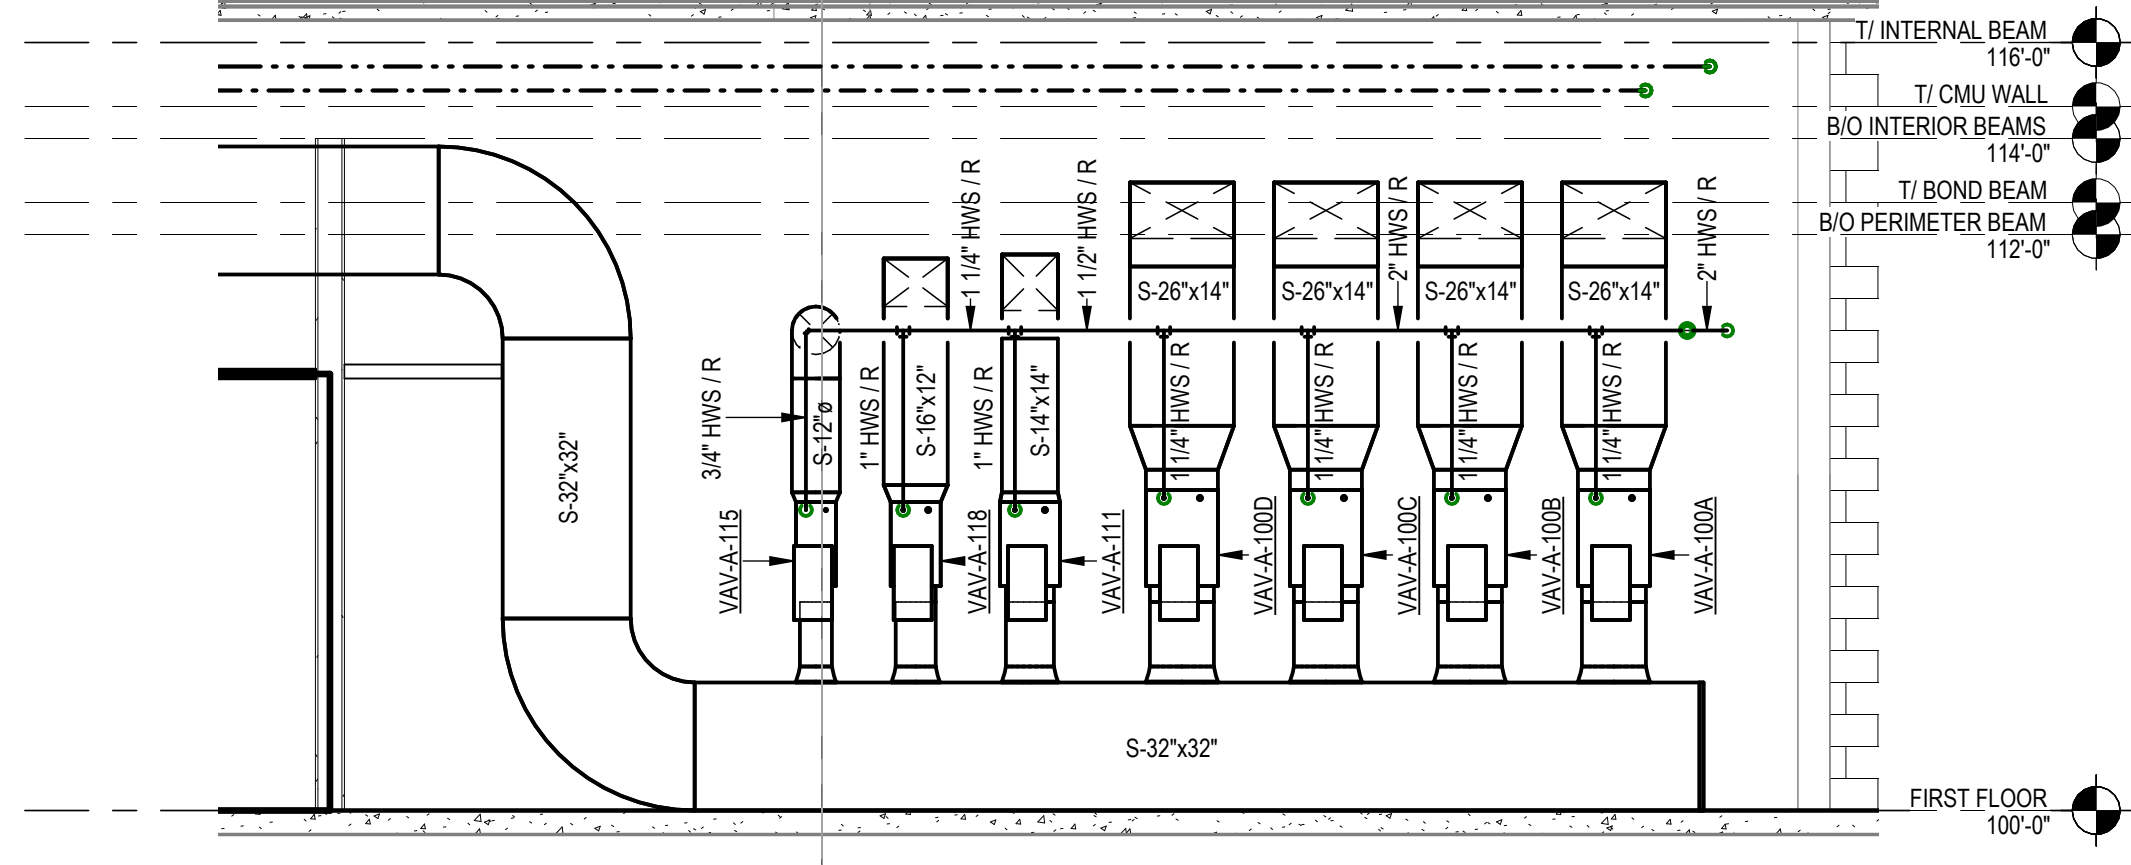 T/ INTERNAL BEAM
116'-0"
T/ CMU WALL
B/O INTERIOR BEAMS
114'-0"
T/ BOND BEAM
B/O PERIMETER BEAM
112'-0"
1 1/4" HWS / R
1 1/2" HWS / R
2" HWS / R
2" HWS / R
S-26"x14"
S-26"x14"
S-26"x14"
S-26"x14"
3/4" HWS / R
S-12"ø
1" HWS / R
S-16"x12"
1" HWS / R
S-14"x14"
1 1/4" HWS / R
1 1/4" HWS / R
1 1/4" HWS / R
1 1/4" HWS / R
S-32"x32"
VAV-A-115
VAV-A-118
VAV-A-111
VAV-A-100D
VAV-A-100C
VAV-A-100B
VAV-A-100A
S-32"x32"
FIRST FLOOR
100'-0"